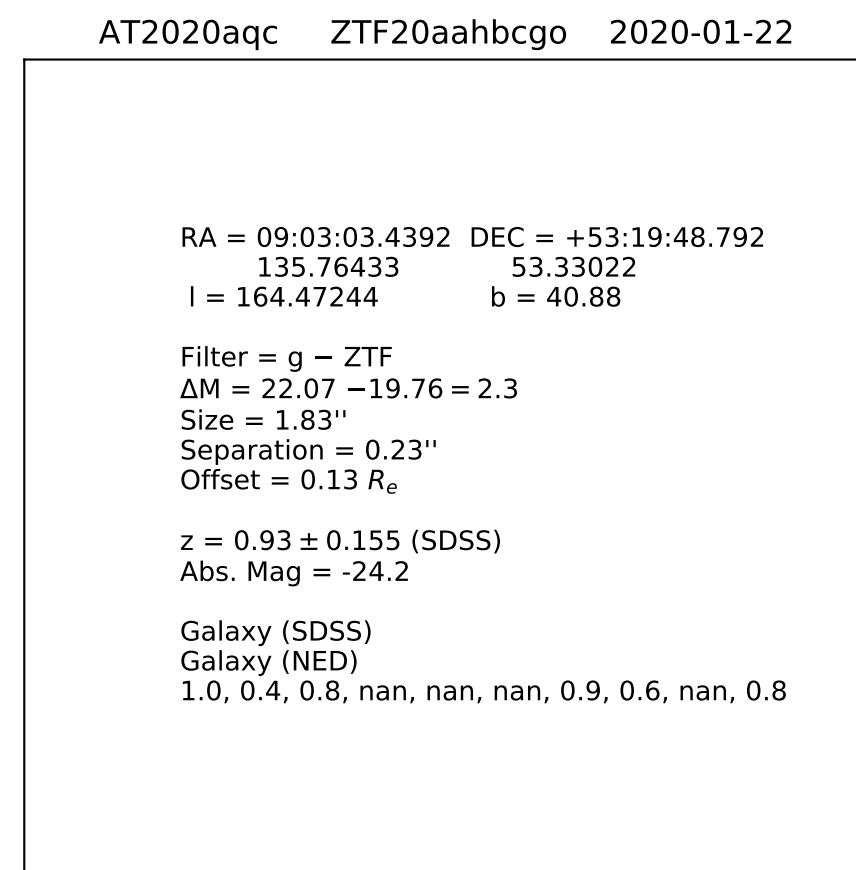 AT2020aqc ZTF20aahbcgo 2020-01-22
RA = 09:03:03.4392 DEC = +53:19:48.792
135.76433 53.33022
l = 164.47244 b = 40.88
Filter = g − ZTF
ΔM = 22.07 −19.76 = 2.3
Size = 1.83''
Separation = 0.23''
Offset = 0.13 Re
z = 0.93 ± 0.155 (SDSS)
Abs. Mag = -24.2
Galaxy (SDSS)
Galaxy (NED)
1.0, 0.4, 0.8, nan, nan, nan, 0.9, 0.6, nan, 0.8